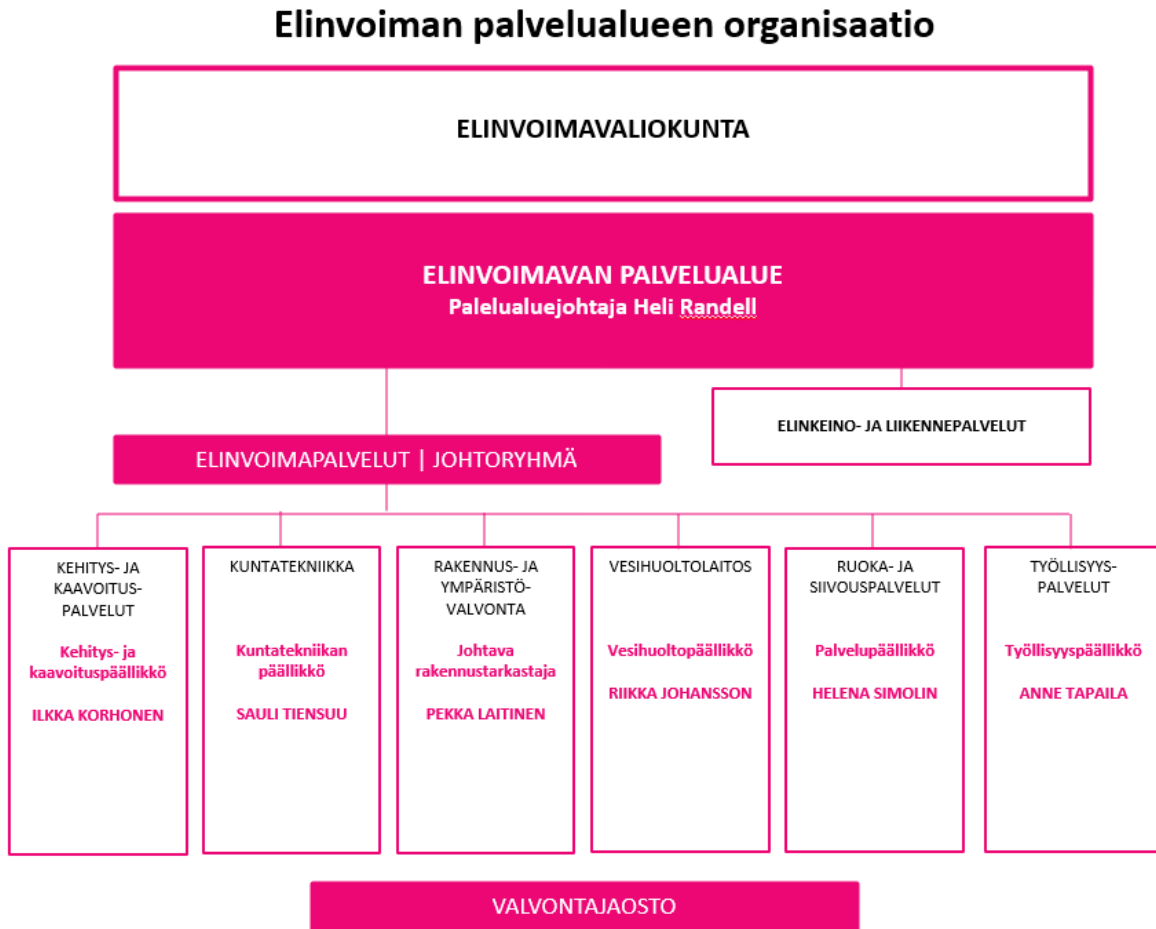 Elinvoiman palvelualueen organisaatio
ELINVOIMAVALIOKUNTA
ELINVOIMAVAN PALVELUALUE
Palelualuejohtaja Heli Randell
ELINKEINO- JA LIIKENNEPALVELUT
ELINVOIMAPALVELUT | JOHTORYHMÄ
KEHITYS- JA
KAAVOITUS-
PALVELUT
Kehitys- ja
kaavoituspäällikkö
ILKKA KORHONEN
KUNTATEKNIIKKA
Kuntatekniikan
päällikkö
SAULI TIENSUU
RAKENNUS- JA
YMPÄRISTÖ-
VALVONTA
Johtava
rakennustarkastaja
PEKKA LAITINEN
VESIHUOLTOLAITOS
Vesihuoltopäällikkö
RIIKKA JOHANSSON
RUOKA- JA
SIIVOUSPALVELUT
Palvelupäällikkö
HELENA SIMOLIN
TYÖLLISYYS-
PALVELUT
Työllisyyspäällikkö
ANNE TAPAILA
VALVONTAJAOSTO